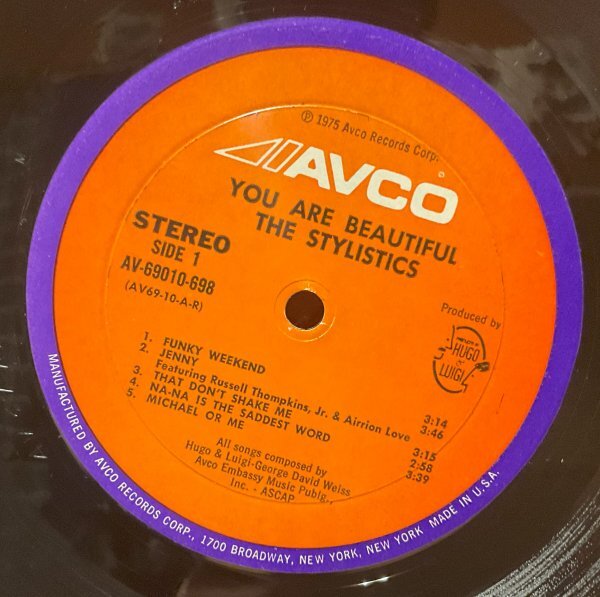 ℗ 1975 Avco Records Corp.
AVCO
YOU ARE BEAUTIFUL
THE STYLISTICS
STEREO
SIDE 1
AV-69010-698
(AV69-10-A-R)
Produced by
HUGO
LUIGI
1. FUNKY WEEKEND 3:14
2. JENNY 3:46
Featuring Russell Thompkins, Jr. & Airrion Love
3. THAT DON'T SHAKE ME 3:15
4. NA-NA IS THE SADDEST WORD 2:58
5. MICHAEL OR ME 3:39
All songs composed by
Hugo & Luigi-George David Weiss
Avco Embassy Music Publg.,
Inc. - ASCAP
MANUFACTURED BY AVCO RECORDS CORP., 1700 BROADWAY, NEW YORK, NEW YORK MADE IN U.S.A.